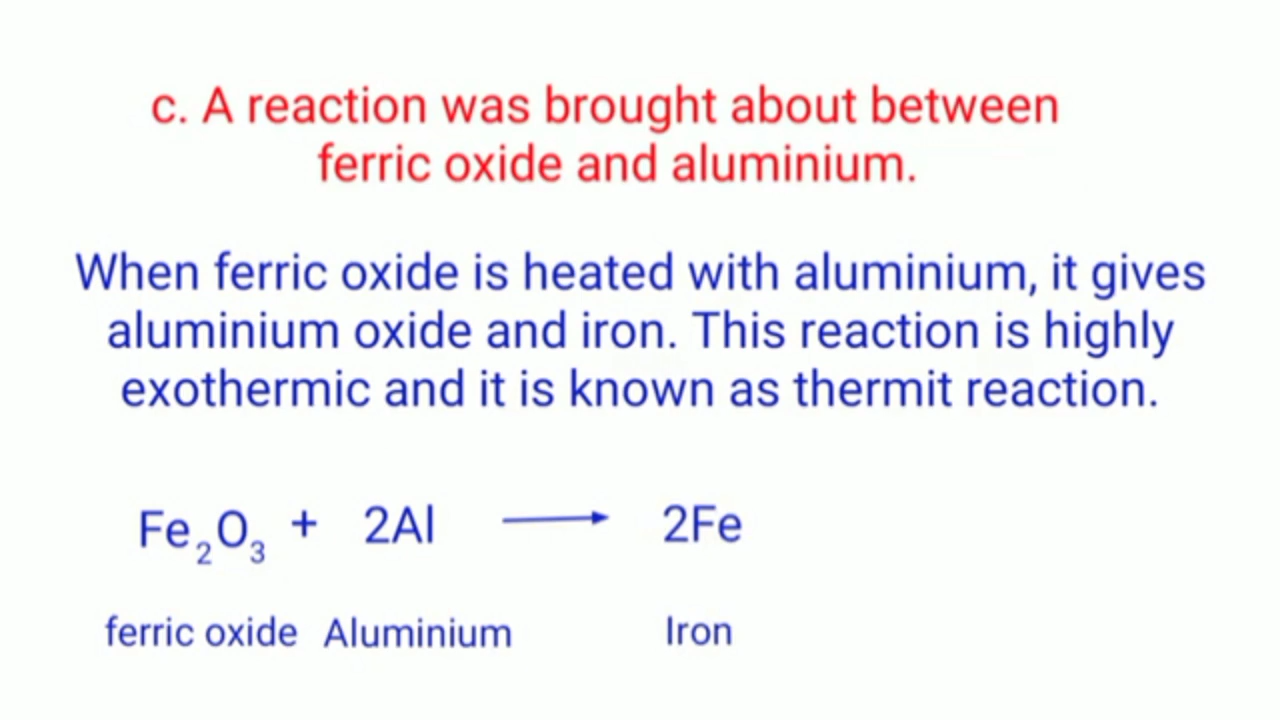 c. A reaction was brought about between
ferric oxide and aluminium.
When ferric oxide is heated with aluminium, it gives
aluminium oxide and iron. This reaction is highly
exothermic and it is known as thermit reaction.
Fe₂O₃ + 2Al ⟶ 2Fe
ferric oxide Aluminium Iron